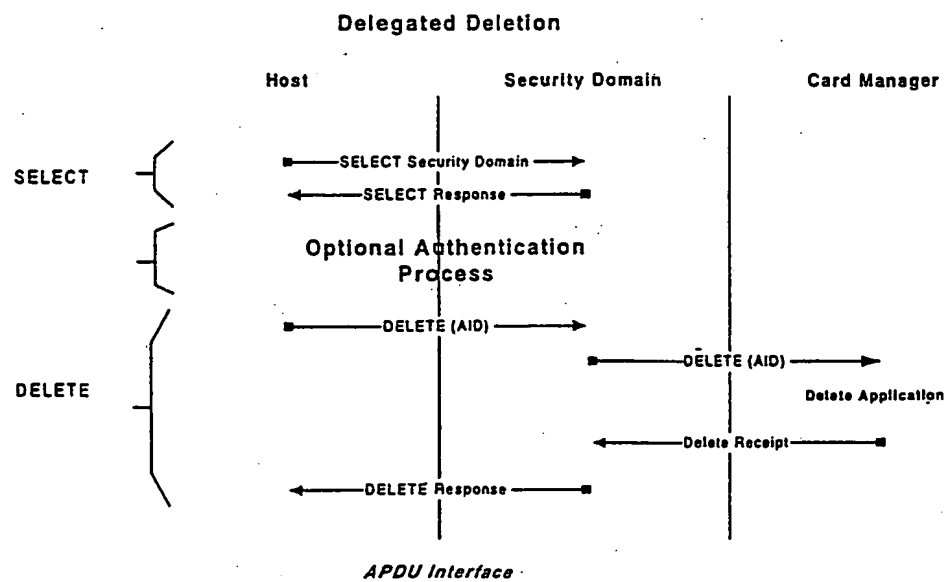 Delegated Deletion
Host
Security Domain
Card Manager
SELECT
SELECT Security Domain
SELECT Response
Optional Authentication
Process
DELETE
DELETE (AID)
DELETE (AID)
Delete Application
Delete Receipt
DELETE Response
APDU Interface